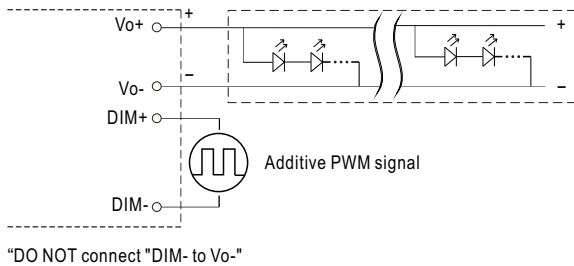 Vo+
+
+
Vo-
–
–
DIM+
Additive PWM signal
DIM-
“DO NOT connect "DIM- to Vo-"